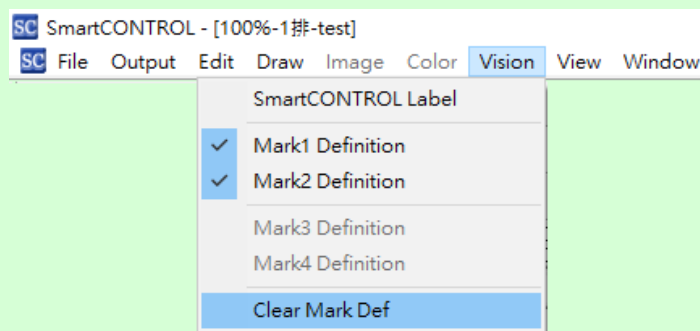 SC SmartCONTROL - [100%-1排-test]
SC File Output Edit Draw Image Color Vision View Window
SmartCONTROL Label
Mark1 Definition
Mark2 Definition
Mark3 Definition
Mark4 Definition
Clear Mark Def